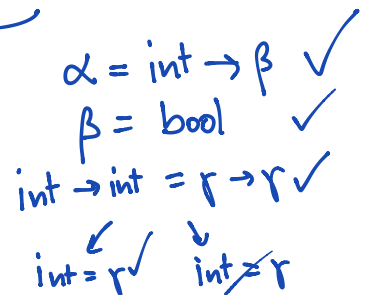 α = int → β ✓
β = bool ✓
int → int = γ → γ ✓
int = γ ✓ int = γ